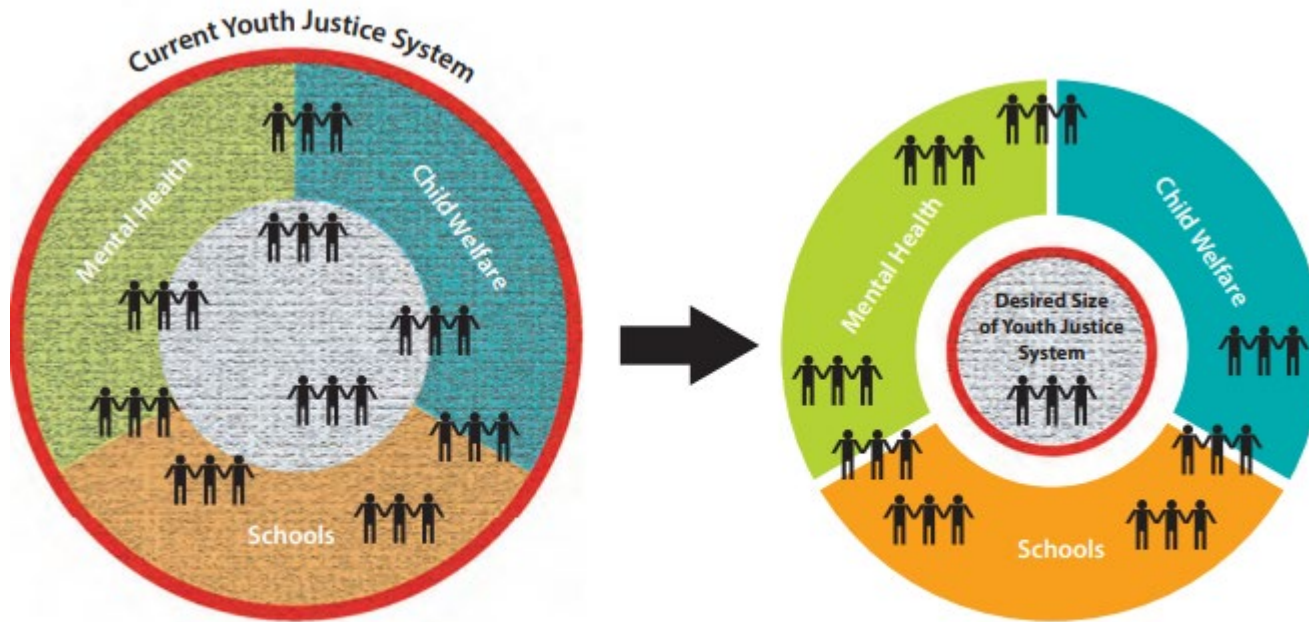 Current Youth Justice System
Mental Health
Child Welfare
Schools
Mental Health
Child Welfare
Desired Size
of Youth Justice
System
Schools